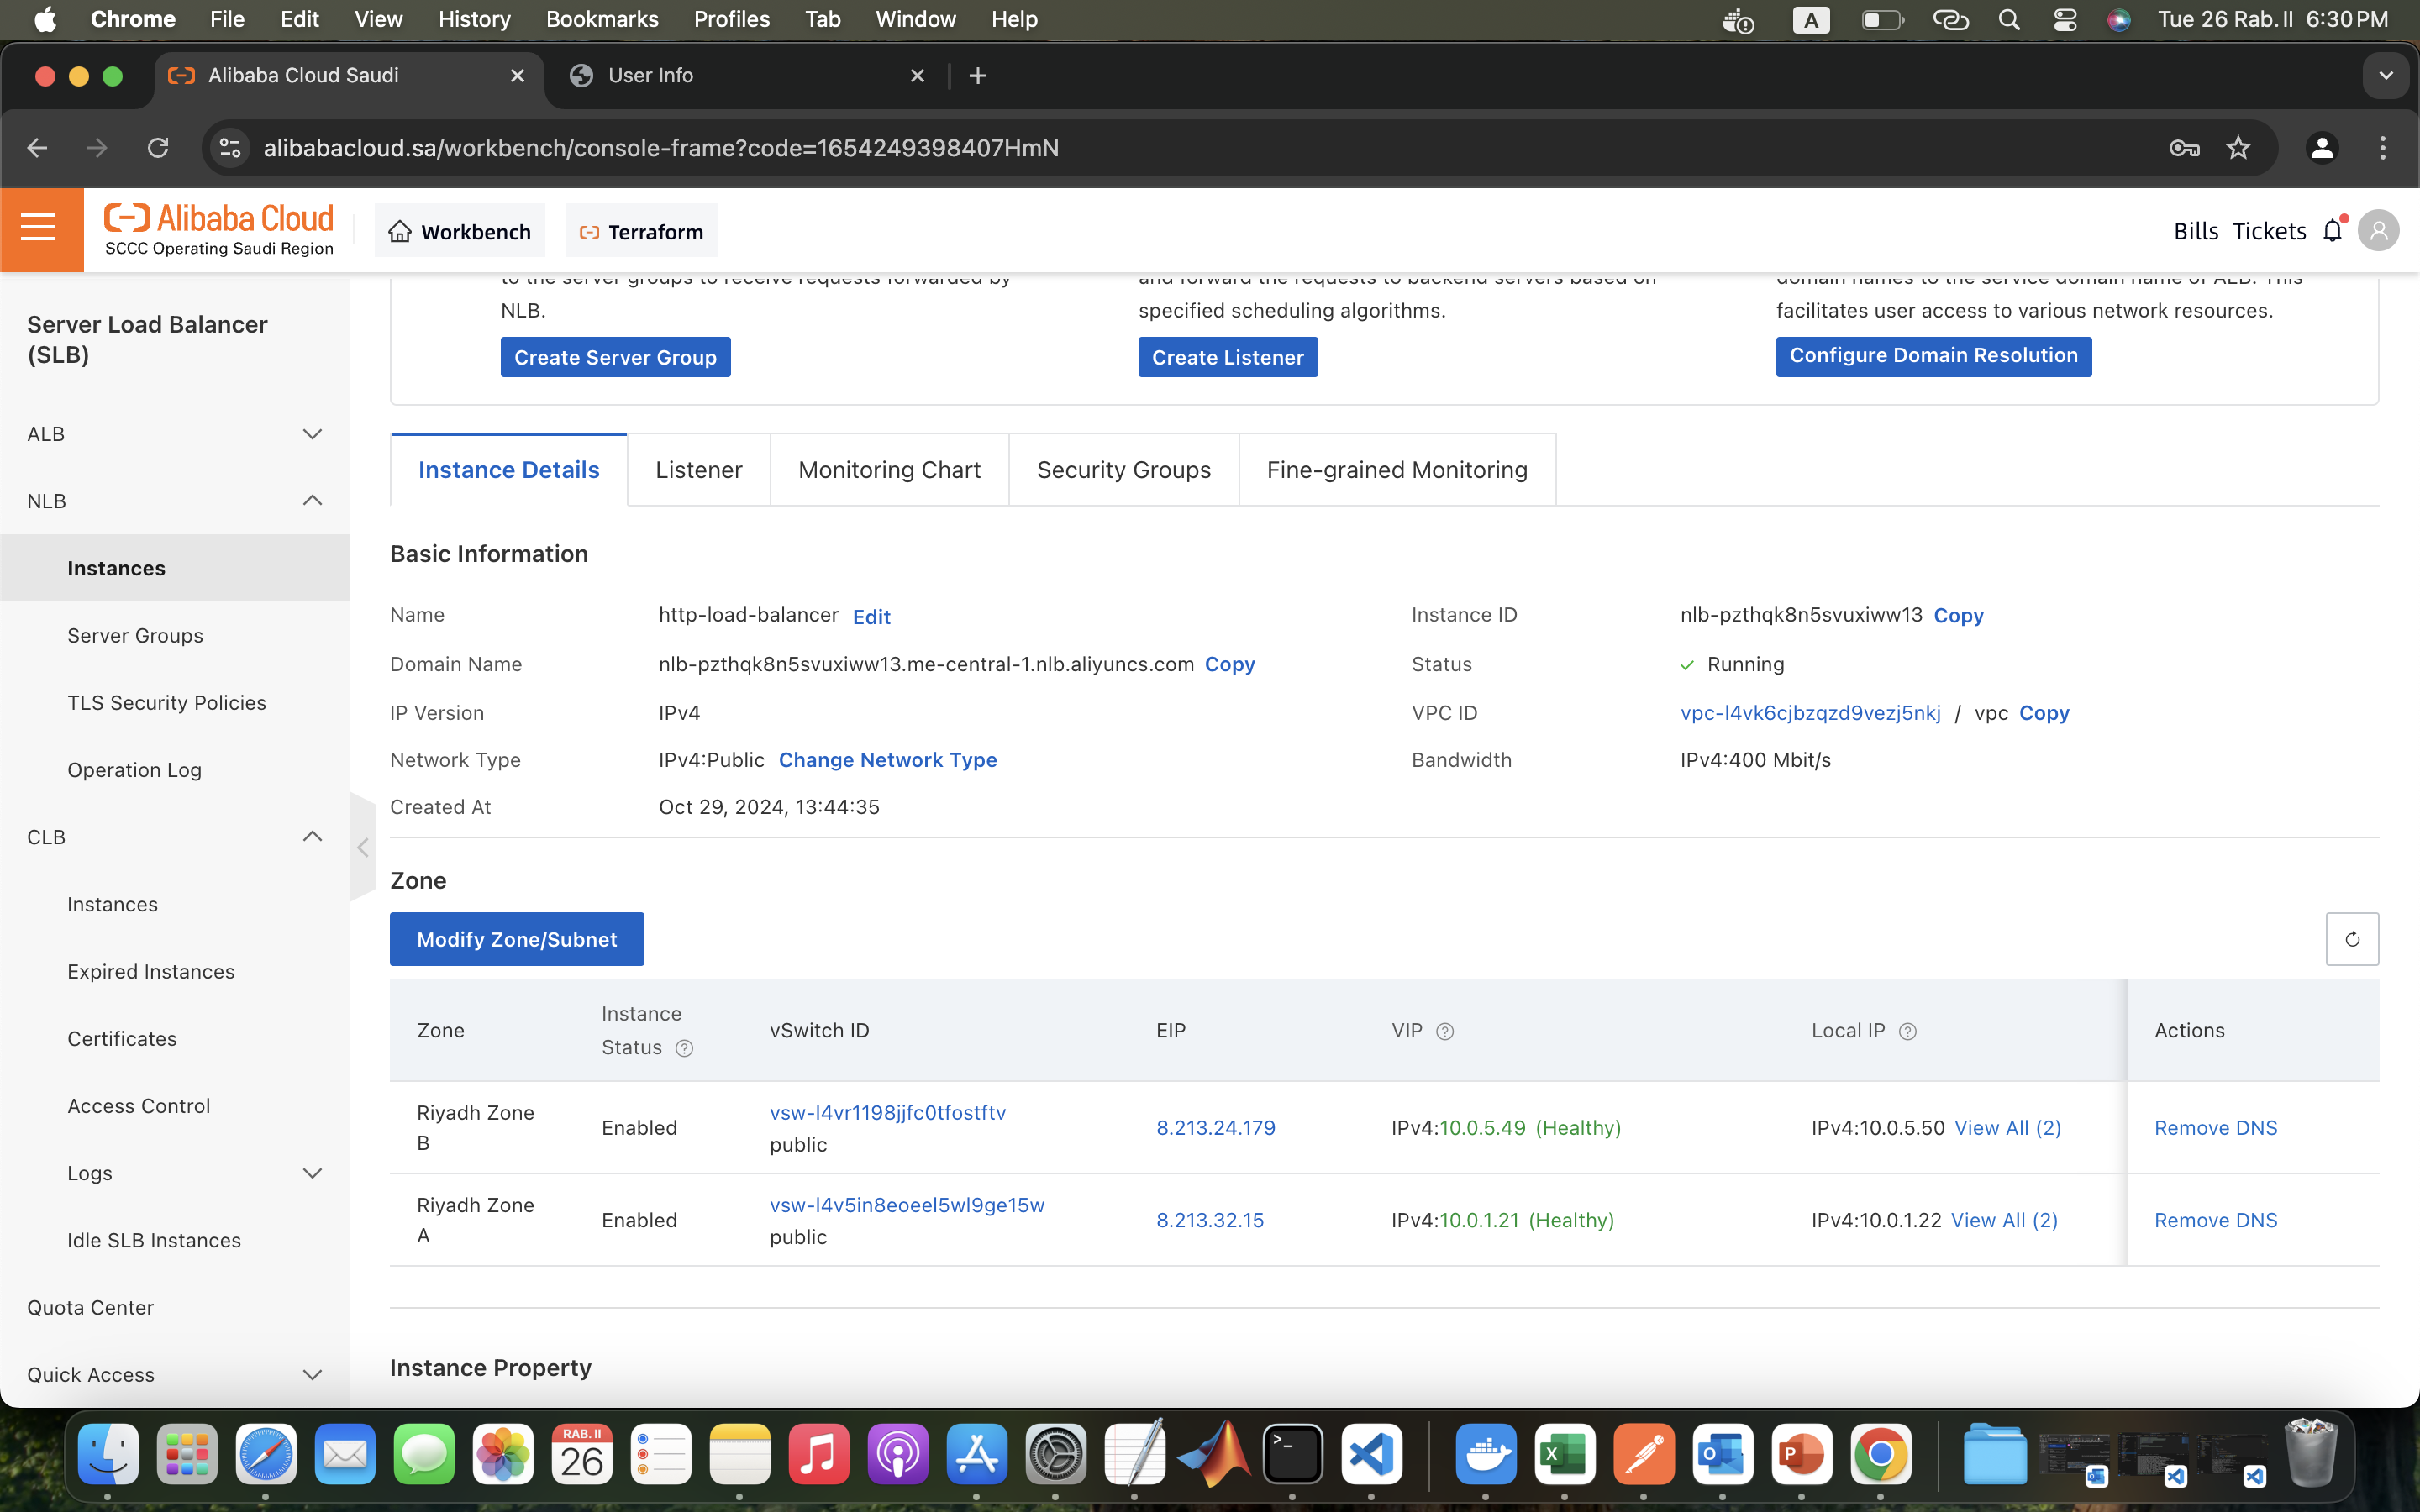 Chrome File Edit View History Bookmarks Profiles Tab Window Help A Tue 26 Rab. II 6:30 PM
Alibaba Cloud Saudi User Info
alibabacloud.sa/workbench/console-frame?code=1654249398407HmN
Alibaba Cloud
SCCC Operating Saudi Region
Workbench Terraform Bills Tickets
Server Load Balancer
(SLB)
ALB
NLB
Instances
Server Groups
TLS Security Policies
Operation Log
CLB
Instances
Expired Instances
Certificates
Access Control
Logs
Idle SLB Instances
Quota Center
Quick Access
to the server groups to receive requests forwarded by
NLB.
Create Server Group
and forward the requests to backend servers based on
specified scheduling algorithms.
Create Listener
domain names to the service domain name of ALB. This
facilitates user access to various network resources.
Configure Domain Resolution
Instance Details Listener Monitoring Chart Security Groups Fine-grained Monitoring
Basic Information
Name http-load-balancer Edit Instance ID nlb-pzthqk8n5svuxiww13 Copy
Domain Name nlb-pzthqk8n5svuxiww13.me-central-1.nlb.aliyuncs.com Copy Status Running
IP Version IPv4 VPC ID vpc-l4vk6cjbzqzd9vezj5nkj / vpc Copy
Network Type IPv4:Public Change Network Type Bandwidth IPv4:400 Mbit/s
Created At Oct 29, 2024, 13:44:35
Zone
Modify Zone/Subnet
Zone Instance Status vSwitch ID EIP VIP Local IP Actions
Riyadh Zone B Enabled vsw-l4vr1198jjfc0tfostftv public 8.213.24.179 IPv4:10.0.5.49 (Healthy) IPv4:10.0.5.50 View All (2) Remove DNS
Riyadh Zone A Enabled vsw-l4v5in8eoeel5wl9ge15w public 8.213.32.15 IPv4:10.0.1.21 (Healthy) IPv4:10.0.1.22 View All (2) Remove DNS
Instance Property
RAB. II
26